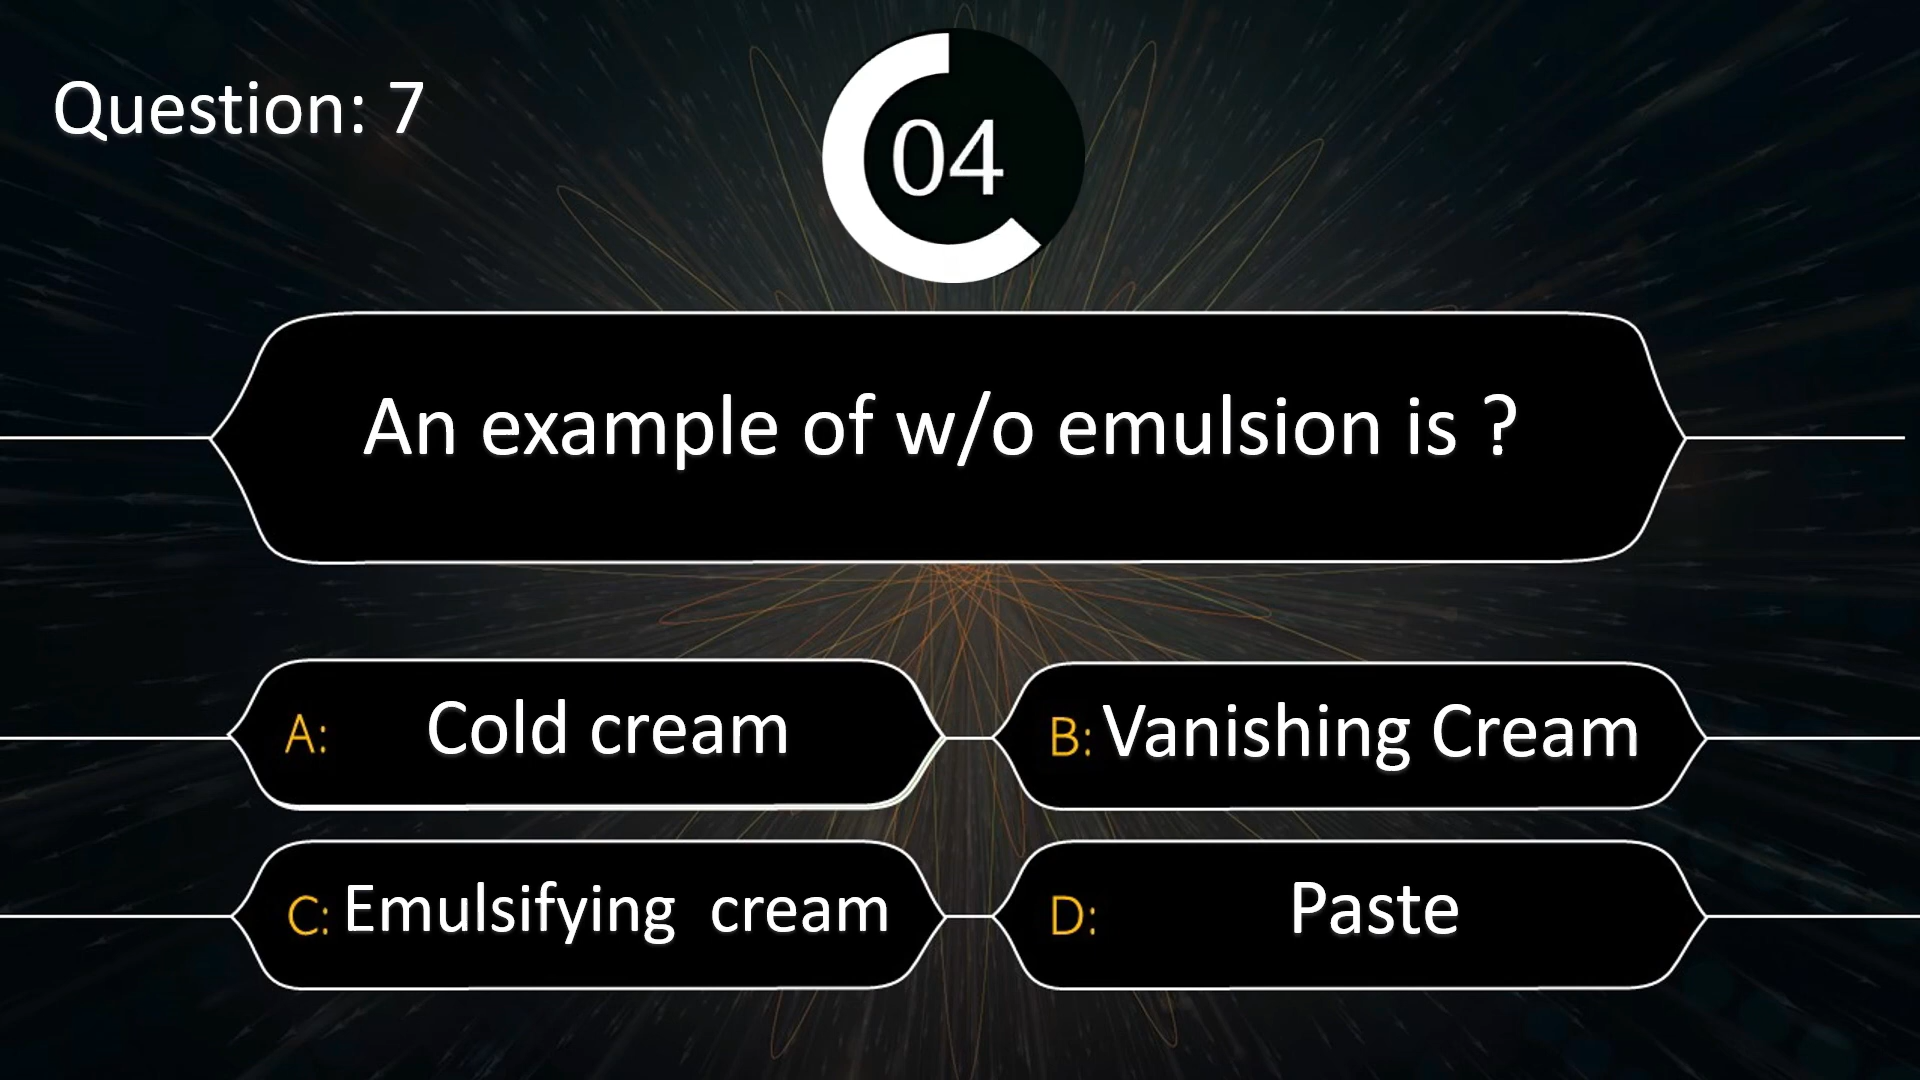 Question: 7
04
An example of w/o emulsion is ?
A: Cold cream
B: Vanishing Cream
C: Emulsifying cream
D: Paste